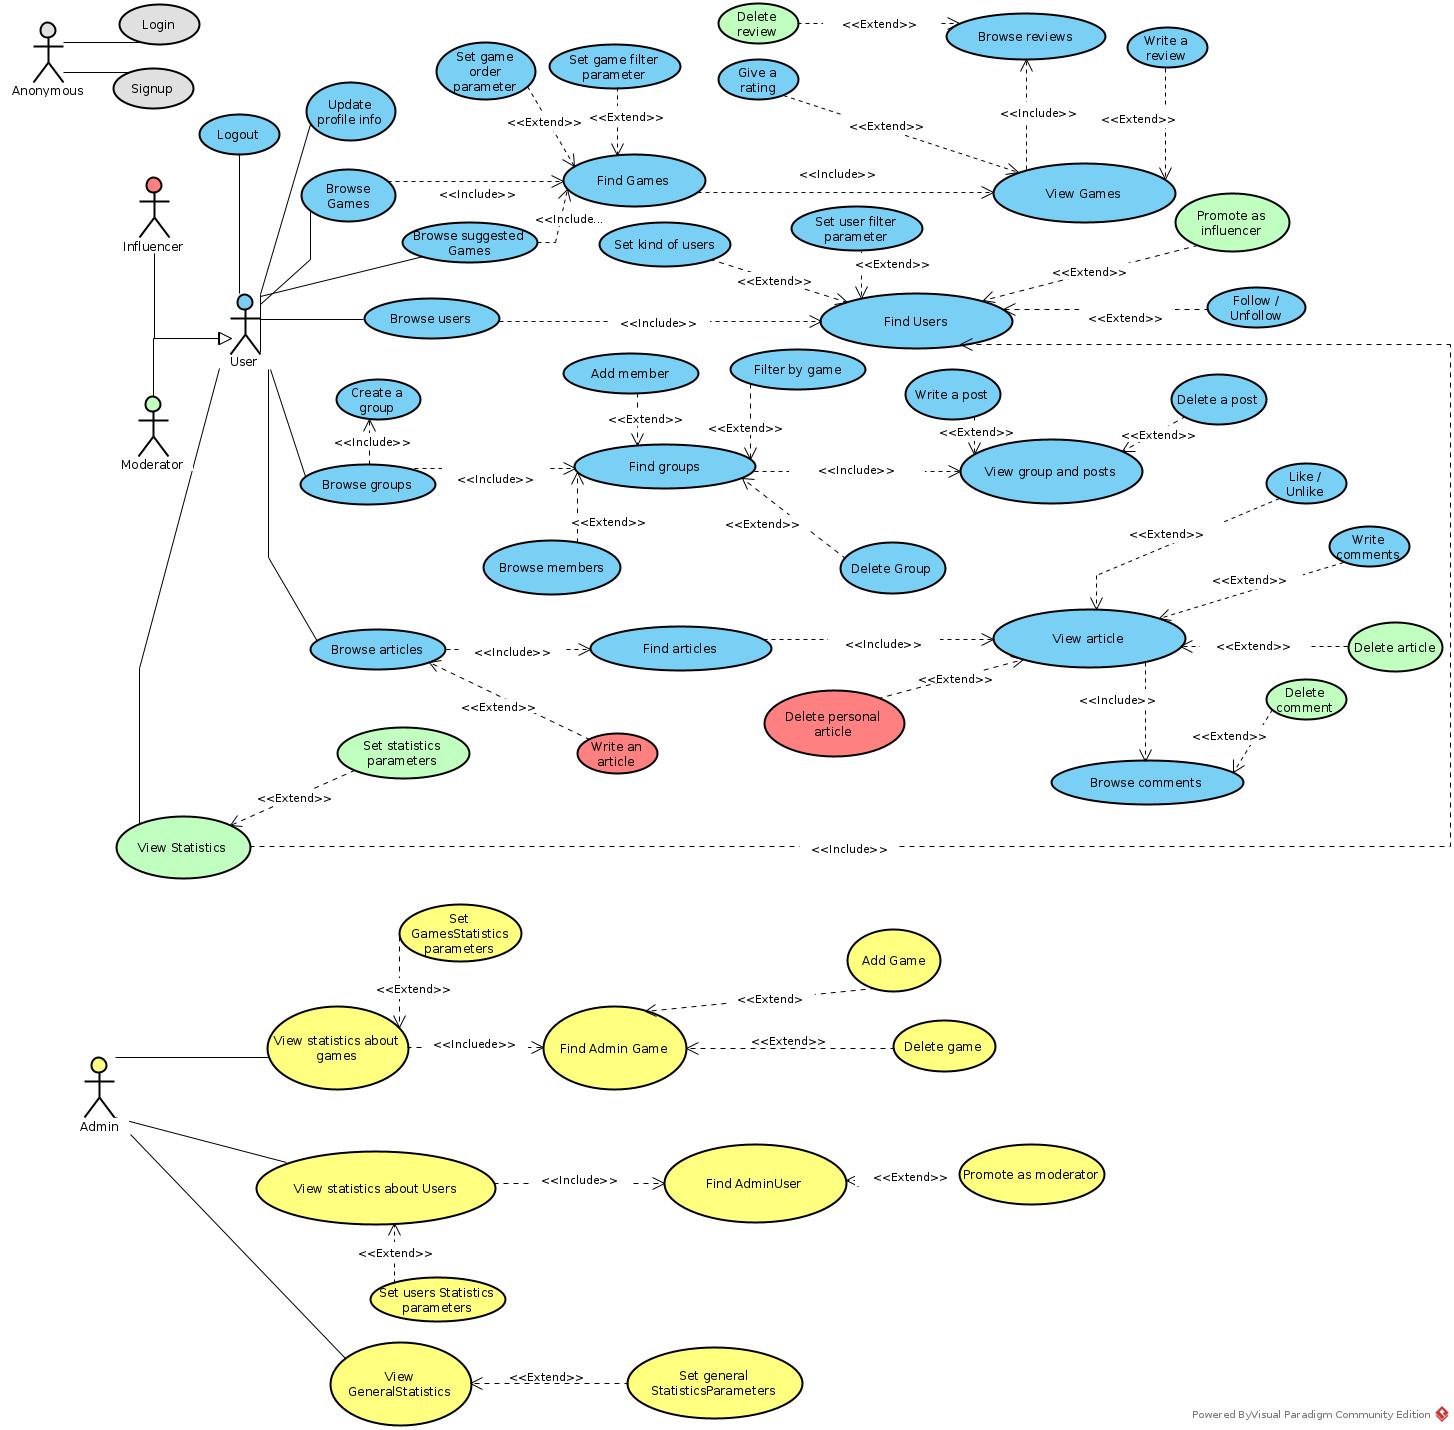 Login
Anonymous
Signup
Delete
review
<<Extend>>
Browse reviews
Write a
review
Set game
order
parameter
Set game filter
parameter
Give a
rating
Update
profile info
<<Extend>>
<<Extend>>
<<Include>>
<<Extend>>
<<Extend>>
Logout
Browse
Games
<<Include>>
Find Games
<<Include>>
View Games
Influencer
<<Include...
Browse suggested
Games
Set kind of users
Set user filter
parameter
Promote as
influencer
<<Extend>>
<<Extend>>
<<Extend>>
Browse users
<<Include>>
Find Users
<<Extend>>
Follow /
Unfollow
User
Add member
Filter by game
Create a
group
Write a post
Delete a post
<<Extend>>
<<Extend>>
<<Extend>>
<<Extend>>
<<Include>>
Moderator
Browse groups
<<Include>>
Find groups
<<Include>>
View group and posts
Like /
Unlike
<<Extend>>
<<Extend>>
<<Extend>>
Browse members
Delete Group
Write
comments
<<Extend>>
Browse articles
<<Include>>
Find articles
<<Include>>
View article
<<Extend>>
Delete article
<<Extend>>
<<Include>>
Delete
comment
<<Extend>>
Delete personal
article
<<Extend>>
Set statistics
parameters
Write an
article
Browse comments
<<Extend>>
View Statistics
<<Include>>
Set
GamesStatistics
parameters
Add Game
<<Extend>>
<<Extend>
View statistics about
games
<<Incluede>>
Find Admin Game
<<Extend>>
Delete game
Admin
View statistics about Users
<<Include>>
Find AdminUser
<<Extend>>
Promote as moderator
<<Extend>>
Set users Statistics
parameters
View
GeneralStatistics
<<Extend>>
Set general
StatisticsParameters
Powered ByVisual Paradigm Community Edition